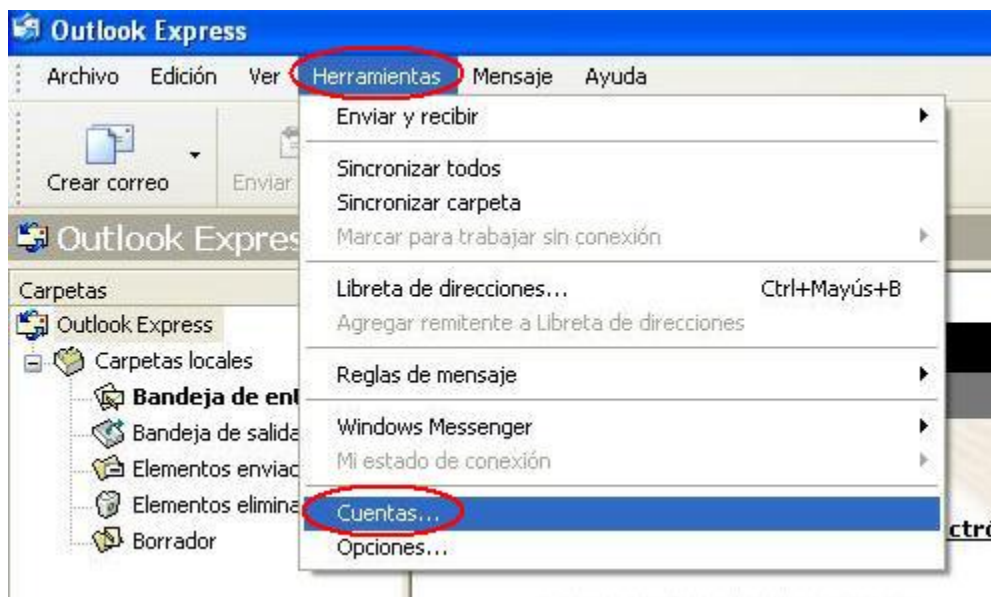 Outlook Express
Archivo Edición Ver Herramientas Mensaje Ayuda
Crear correo
Enviar
Enviar y recibir
Sincronizar todos
Sincronizar carpeta
Marcar para trabajar sin conexión
Libreta de direcciones... Ctrl+Mayús+B
Agregar remitente a Libreta de direcciones
Reglas de mensaje
Windows Messenger
Mi estado de conexión
Cuentas...
Opciones...
Outlook Expres
Carpetas
Outlook Express
Carpetas locales
Bandeja de ent
Bandeja de salida
Elementos enviac
Elementos elimina
Borrador
ctró